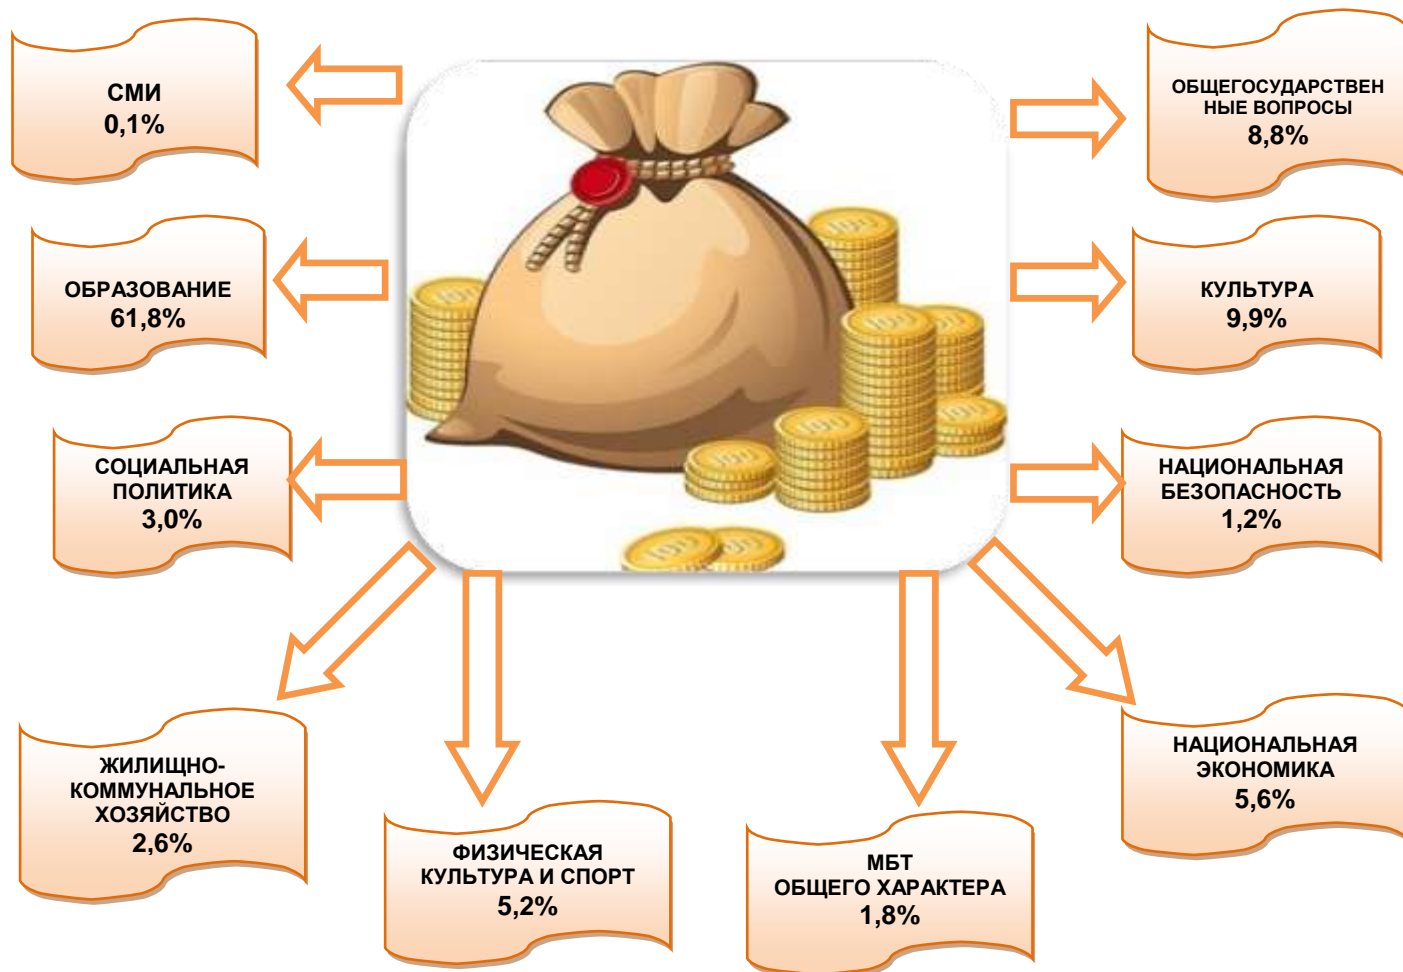 СМИ
0,1%
ОБЩЕГОСУДАРСТВЕН
НЫЕ ВОПРОСЫ
8,8%
ОБРАЗОВАНИЕ
61,8%
КУЛЬТУРА
9,9%
СОЦИАЛЬНАЯ
ПОЛИТИКА
3,0%
НАЦИОНАЛЬНАЯ
БЕЗОПАСНОСТЬ
1,2%
ЖИЛИЩНО-
КОММУНАЛЬНОЕ
ХОЗЯЙСТВО
2,6%
ФИЗИЧЕСКАЯ
КУЛЬТУРА И СПОРТ
5,2%
МБТ
ОБЩЕГО ХАРАКТЕРА
1,8%
НАЦИОНАЛЬНАЯ
ЭКОНОМИКА
5,6%